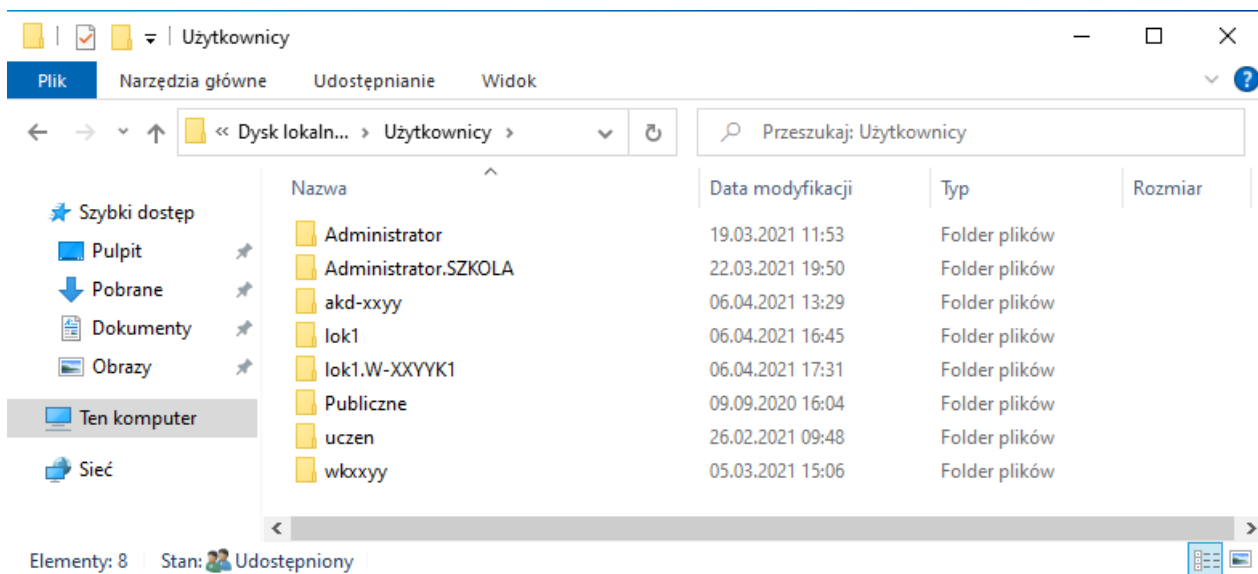 Użytkownicy
Plik Narzędzia główne Udostępnianie Widok ?
« Dysk lokaln... › Użytkownicy › Przeszukaj: Użytkownicy
Nazwa Data modyfikacji Typ Rozmiar
Szybki dostęp
Pulpit
Pobrane
Dokumenty
Obrazy
Ten komputer
Sieć
Administrator 19.03.2021 11:53 Folder plików
Administrator.SZKOLA 22.03.2021 19:50 Folder plików
akd-xxyy 06.04.2021 13:29 Folder plików
lok1 06.04.2021 16:45 Folder plików
lok1.W-XXYYK1 06.04.2021 17:31 Folder plików
Publiczne 09.09.2020 16:04 Folder plików
uczen 26.02.2021 09:48 Folder plików
wkxxyy 05.03.2021 15:06 Folder plików
Elementy: 8 Stan: Udostępniony